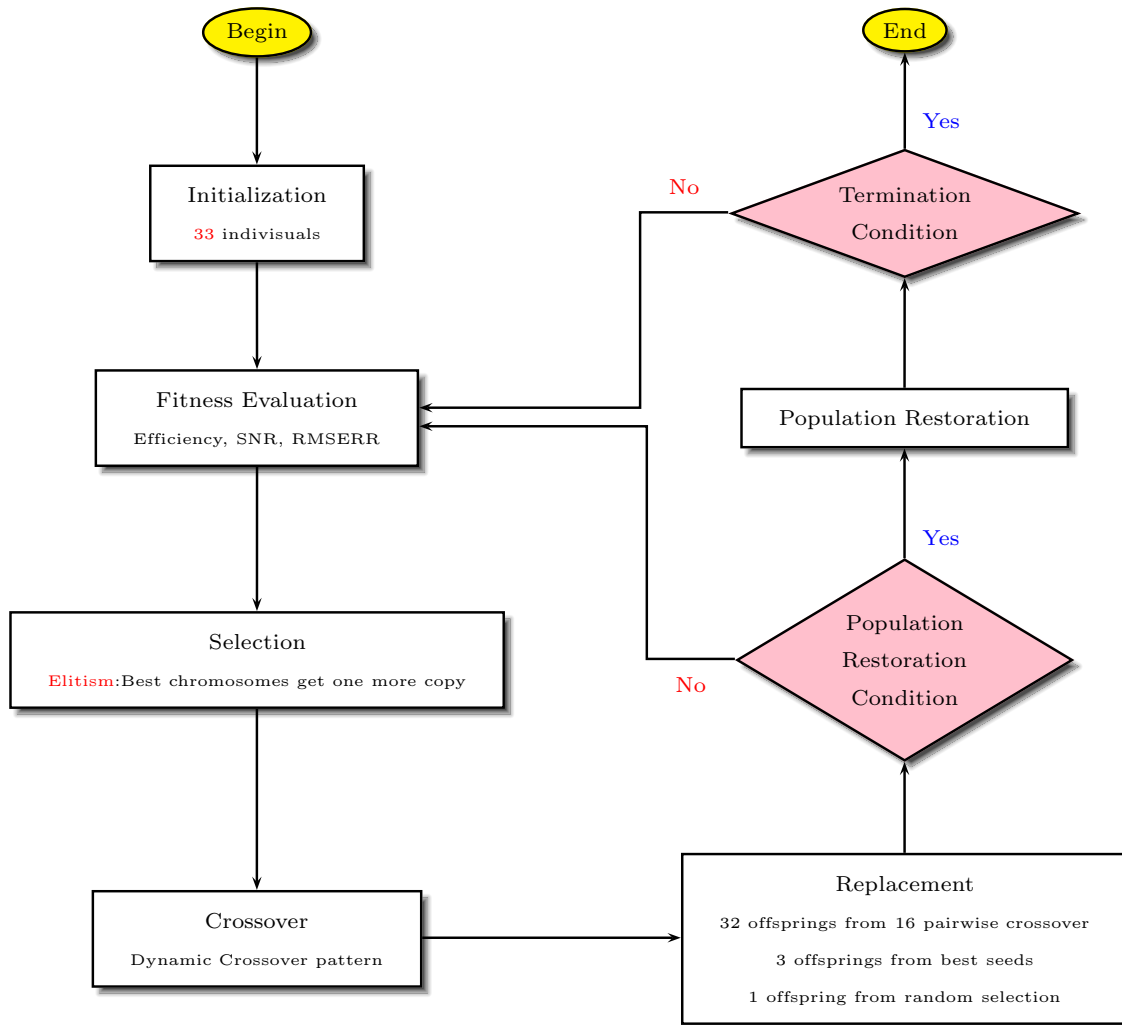 Begin
Initialization
33 indivisuals
Fitness Evaluation
Efficiency, SNR, RMSERR
Selection
Elitism:Best chromosomes get one more copy
Crossover
Dynamic Crossover pattern
Replacement
32 offsprings from 16 pairwise crossover
3 offsprings from best seeds
1 offspring from random selection
Population
Restoration
Condition
No
Yes
Population Restoration
Termination
Condition
No
Yes
End